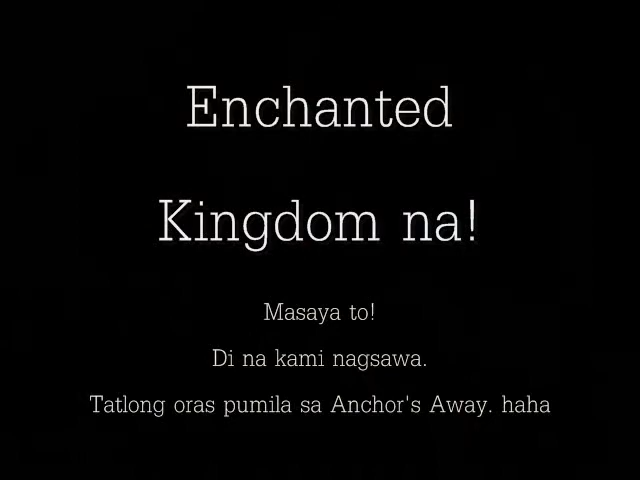 Enchanted
Kingdom na!
Masaya to!
Di na kami nagsawa.
Tatlong oras pumila sa Anchor's Away. haha